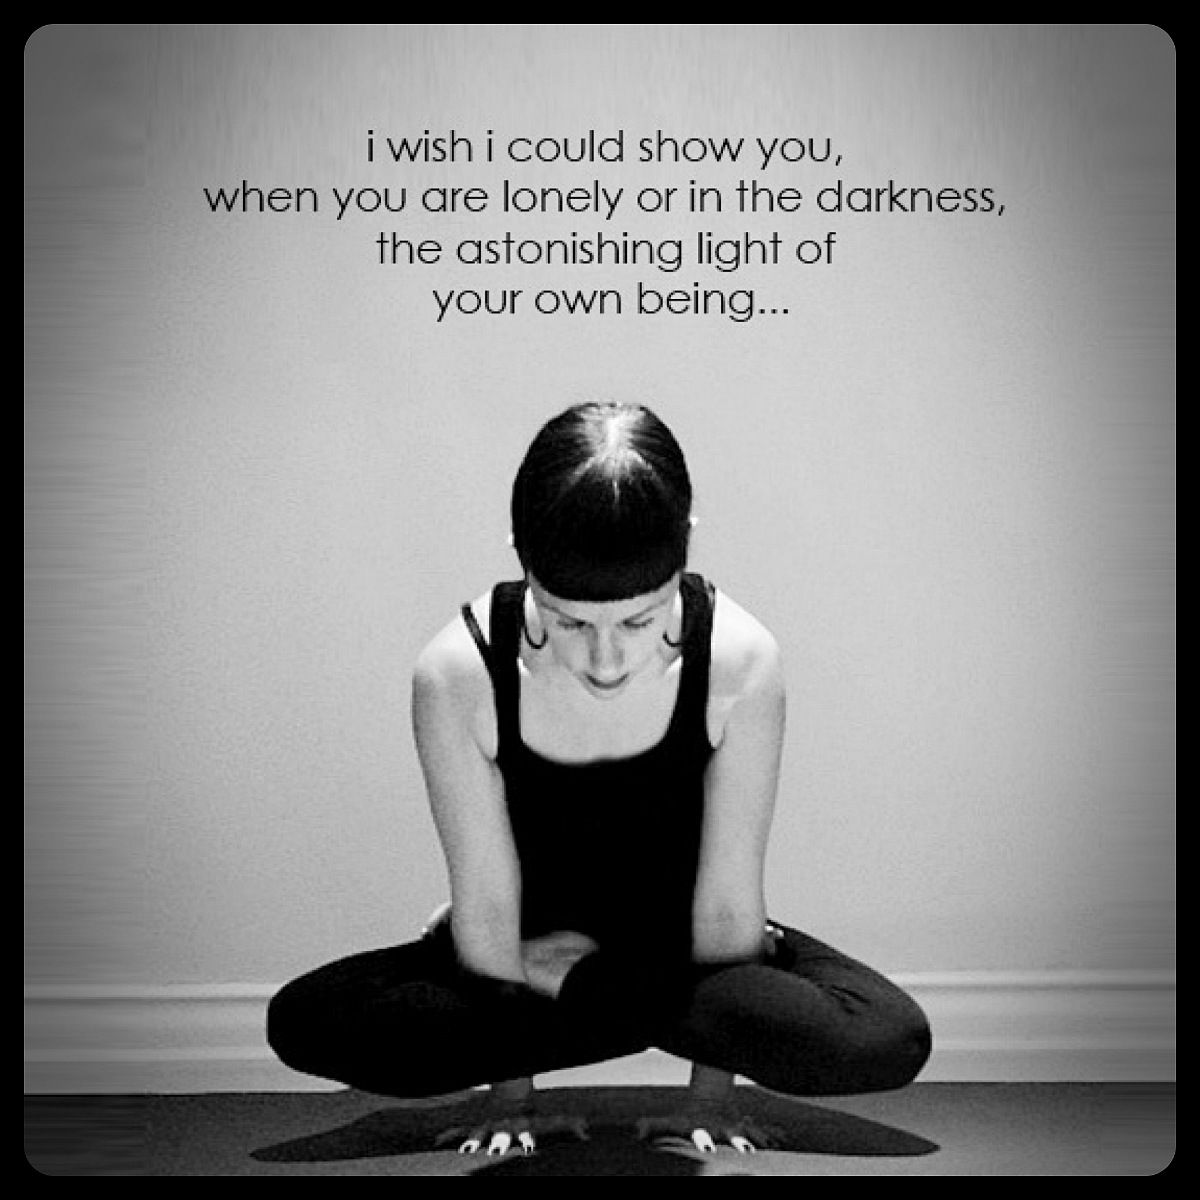 i wish i could show you,
when you are lonely or in the darkness,
the astonishing light of
your own being...